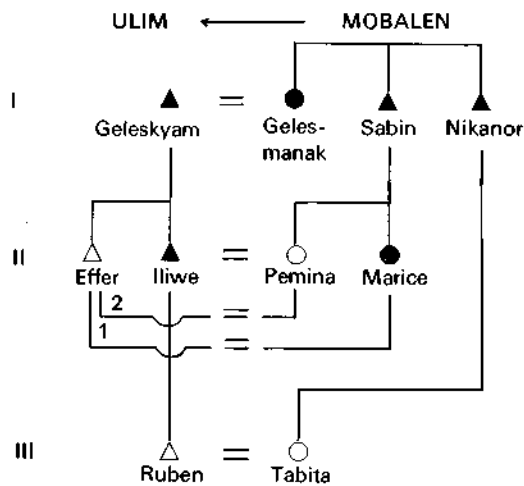 ULIM MOBALEN
I
Geleskyam Geles- Sabin Nikanor
manak
II
Effer Iliwe Pemina Marice
2
1
III
Ruben Tabita